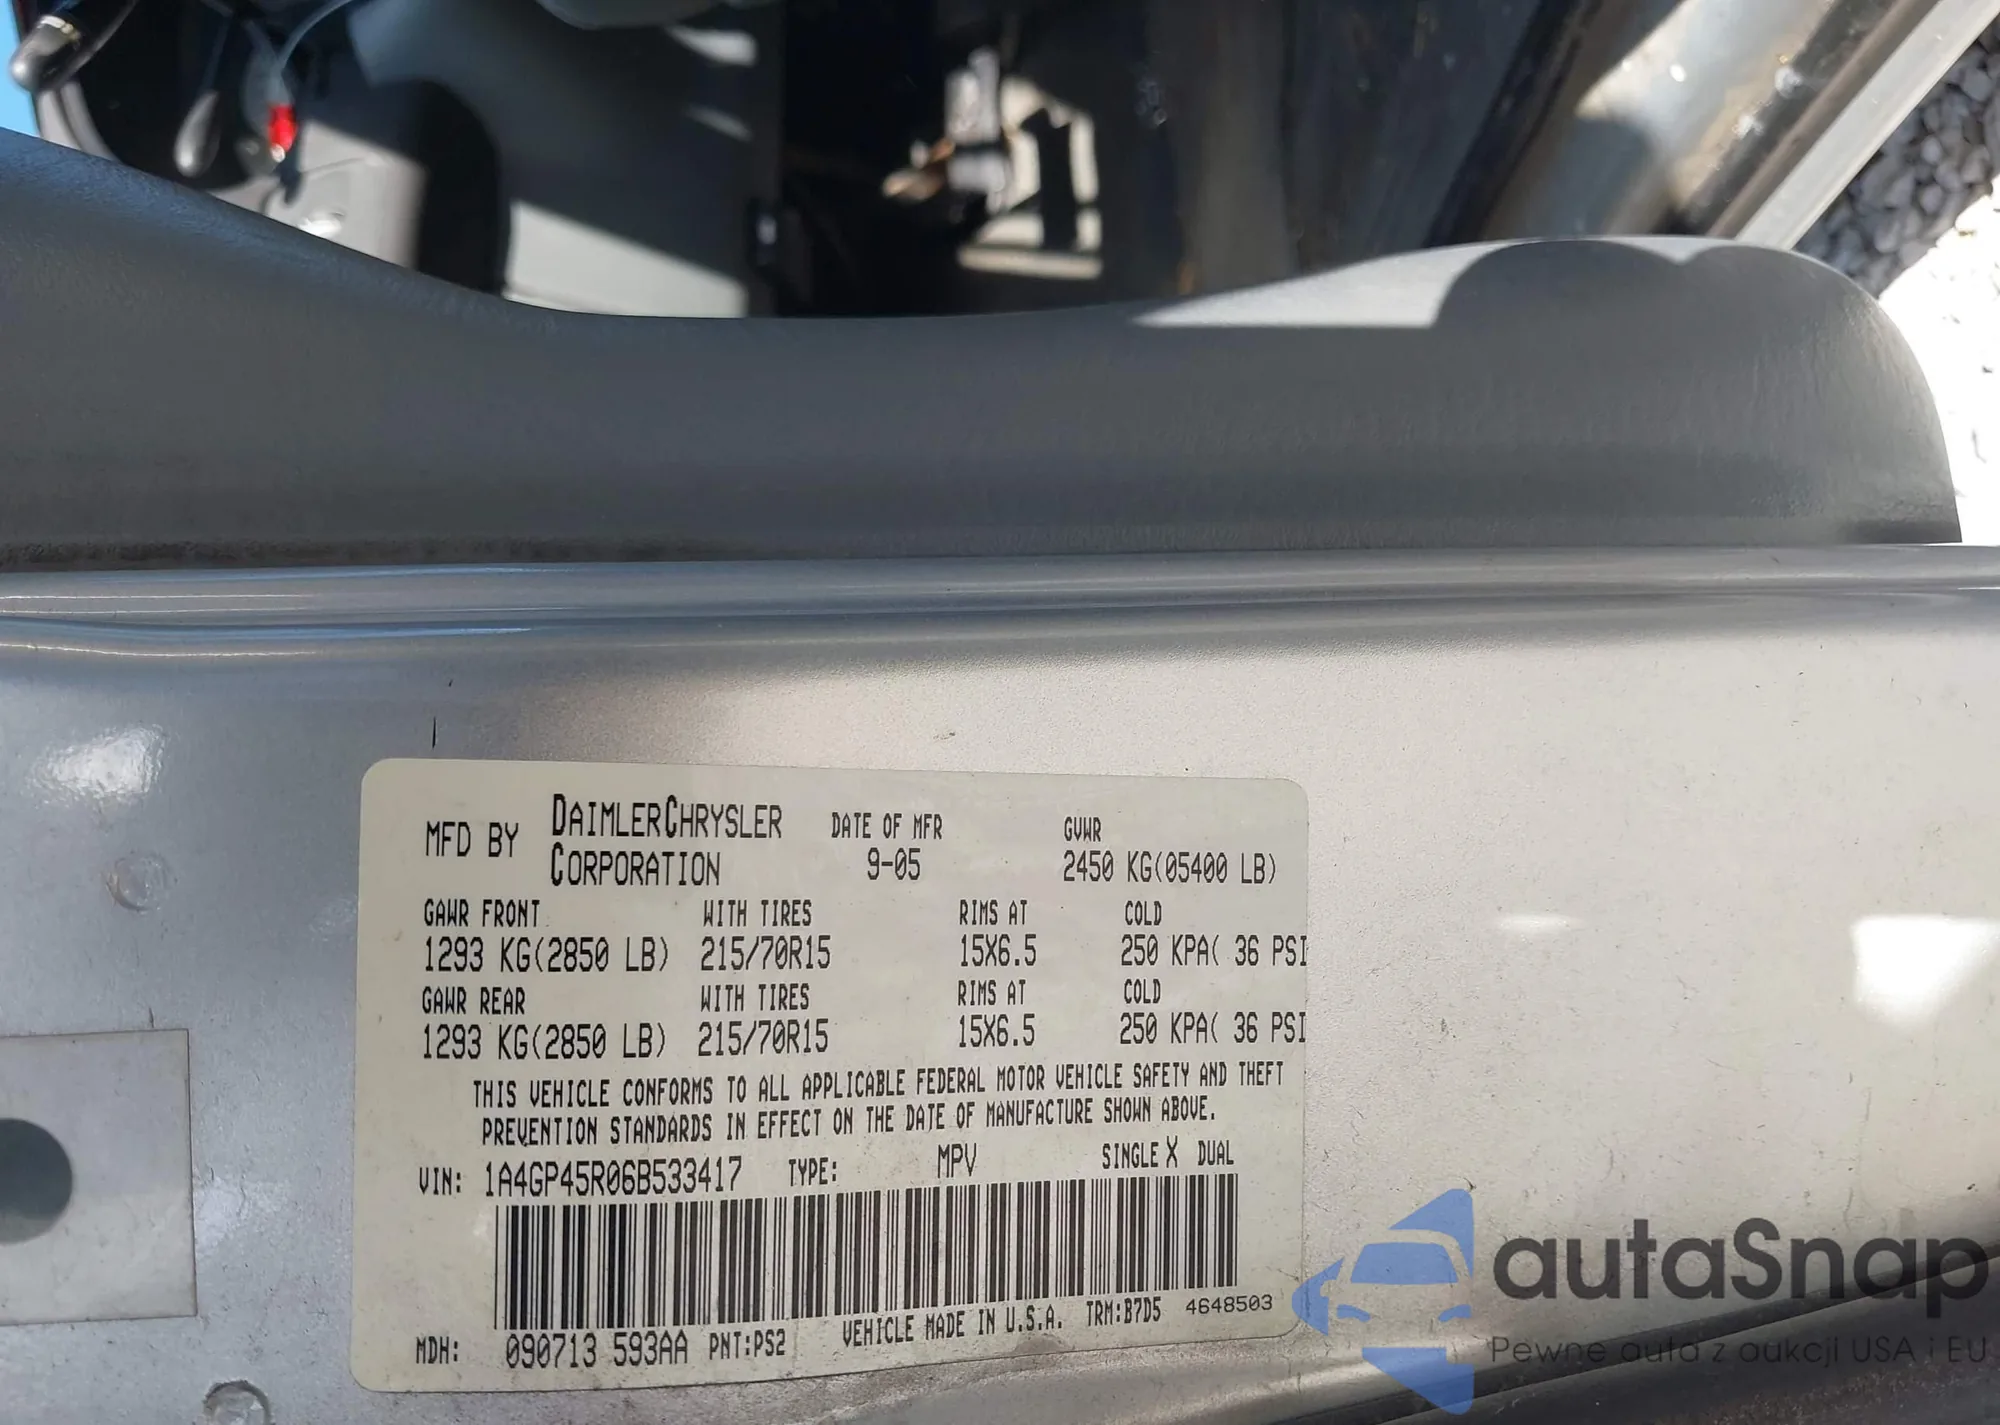 MFD BY DAIMLERCHRYSLER CORPORATION DATE OF MFR 9-05 GVWR 2450 KG(05400 LB)
GAWR FRONT WITH TIRES RIMS AT COLD
1293 KG(2850 LB) 215/70R15 15X6.5 250 KPA( 36 PSI
GAWR REAR WITH TIRES RIMS AT COLD
1293 KG(2850 LB) 215/70R15 15X6.5 250 KPA( 36 PSI
THIS VEHICLE CONFORMS TO ALL APPLICABLE FEDERAL MOTOR VEHICLE SAFETY AND THEFT
PREVENTION STANDARDS IN EFFECT ON THE DATE OF MANUFACTURE SHOWN ABOVE.
VIN: 1A4GP45R06B533417 TYPE: MPV SINGLE X DUAL
MDH: 090713 593AA PNT:PS2 VEHICLE MADE IN U.S.A. TRM:B7D5 4648503
autaSnap
Pewne auta z aukcji USA i EU